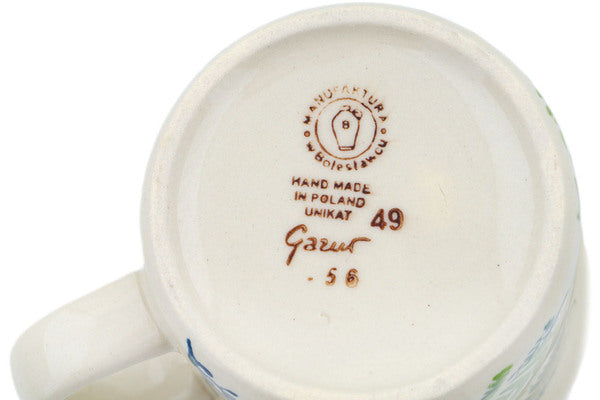 MANUFAKTURA
B
w Bolesławcu
HAND MADE
IN POLAND
UNIKAT 49
Gazur
.56